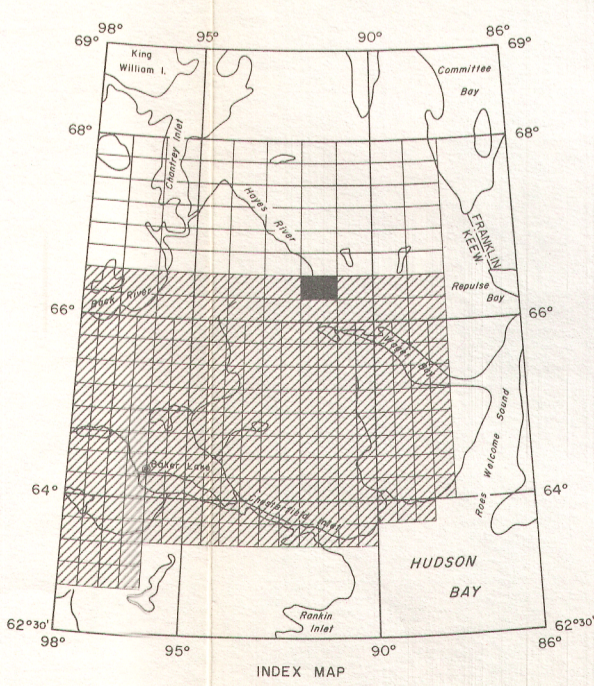 98°
95°
90°
86°
69°
69°
King
William I.
Committee
Bay
68°
68°
Chantrey Inlet
Hayes River
FRANKLIN
KEEW.
Back River
Repulse
Bay
66°
66°
Wager Bay
Roes Welcome Sound
Baker Lake
64°
64°
Chesterfield Inlet
HUDSON
BAY
Rankin
Inlet
62°30'
62°30'
98°
95°
90°
86°
INDEX MAP